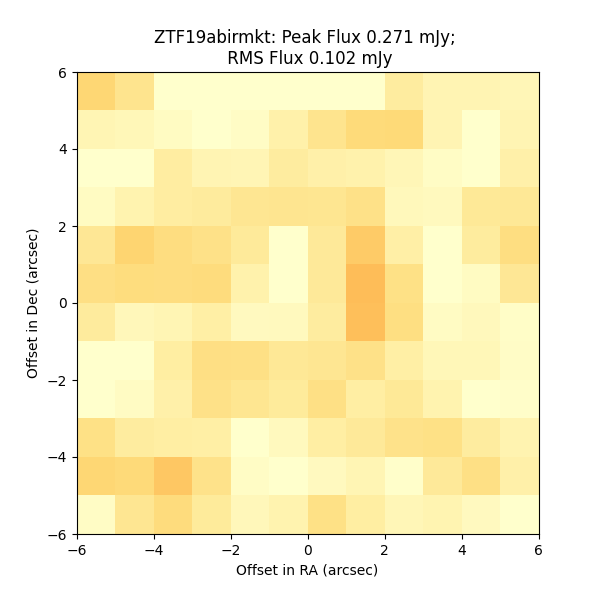 ZTF19abirmkt: Peak Flux 0.271 mJy;
RMS Flux 0.102 mJy
6
4
2
0
−2
−4
−6
Offset in Dec (arcsec)
−6 −4 −2 0 2 4 6
Offset in RA (arcsec)